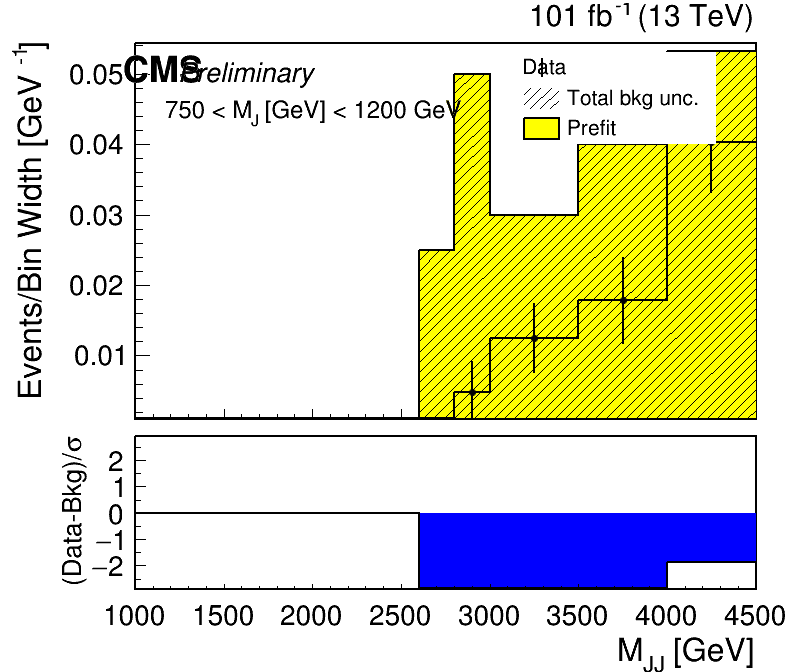 101 fb⁻¹ (13 TeV)
CMS Preliminary
750 < M_J [GeV] < 1200 GeV
Data
Total bkg unc.
Prefit
Events/Bin Width [GeV⁻¹]
0.05
0.04
0.03
0.02
0.01
(Data-Bkg)/σ
2
1
0
−1
−2
1000 1500 2000 2500 3000 3500 4000 4500
M_JJ [GeV]